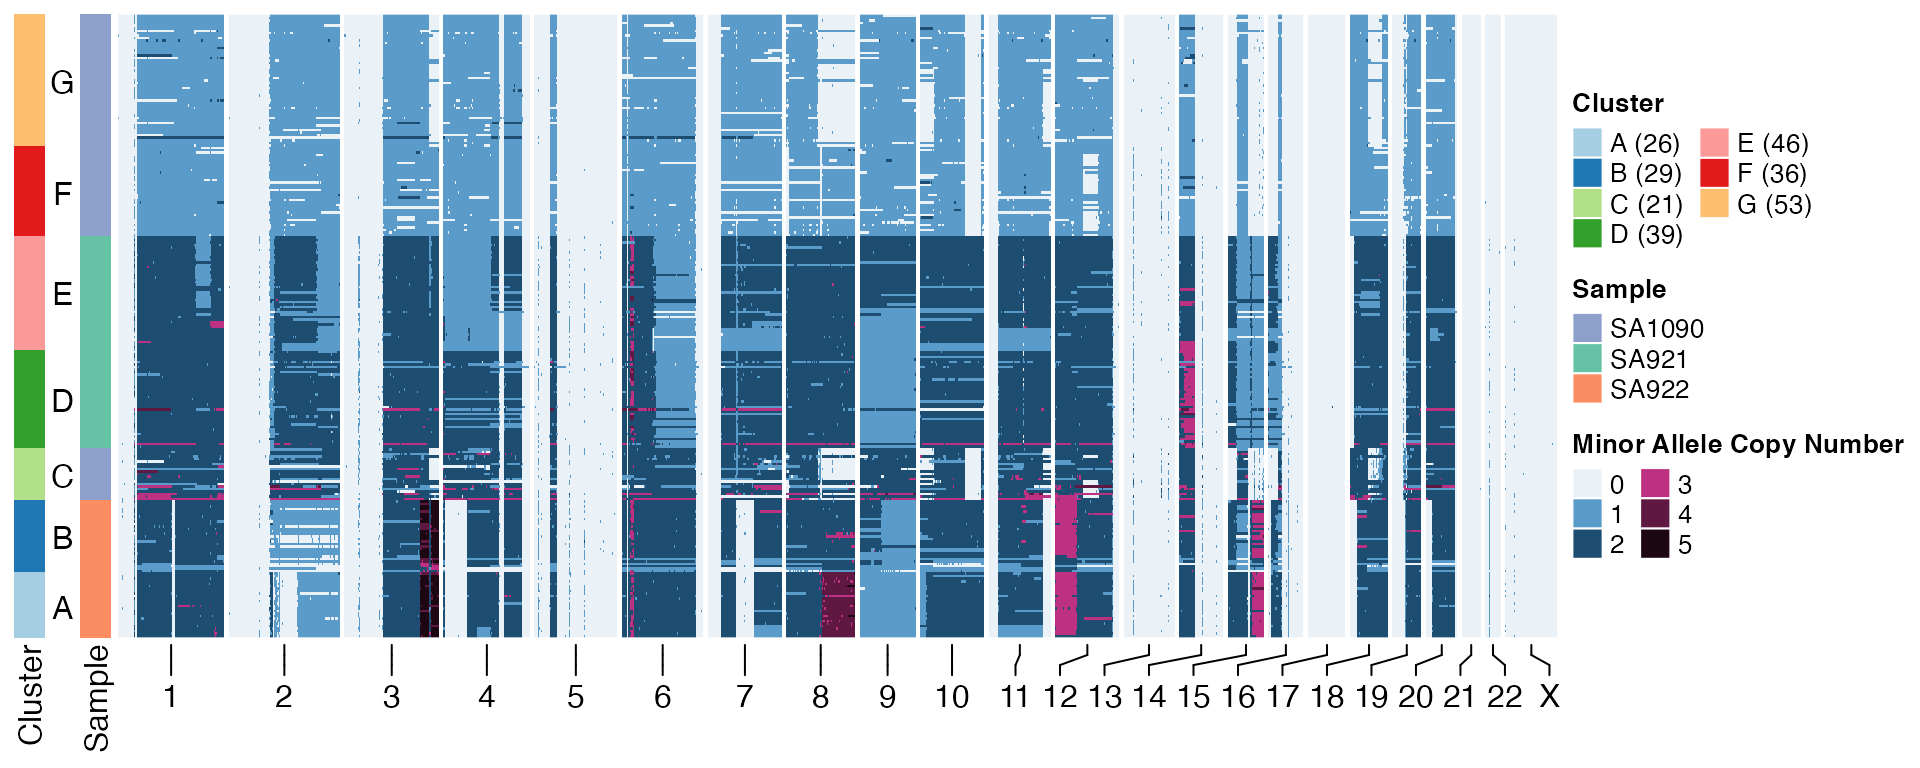 G
F
E
D
C
B
A
Cluster
Sample
1 2 3 4 5 6 7 8 9 10 11 12 13 14 15 16 17 18 19 20 21 22 X
Cluster
A (26) E (46)
B (29) F (36)
C (21) G (53)
D (39)
Sample
SA1090
SA921
SA922
Minor Allele Copy Number
0 3
1 4
2 5